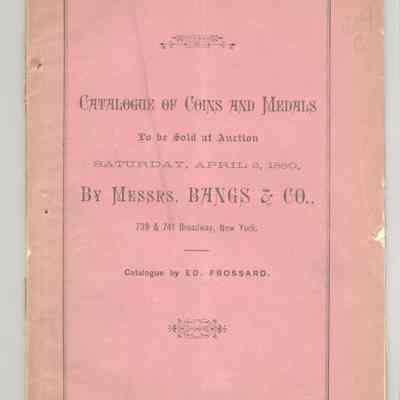 CATALOGUE OF COINS AND MEDALS
To be Sold at Auction
SATURDAY, APRIL 3, 1880,
BY MESSRS. BANGS & CO.,
739 & 741 Broadway, New York.
Catalogue by ED. FROSSARD.